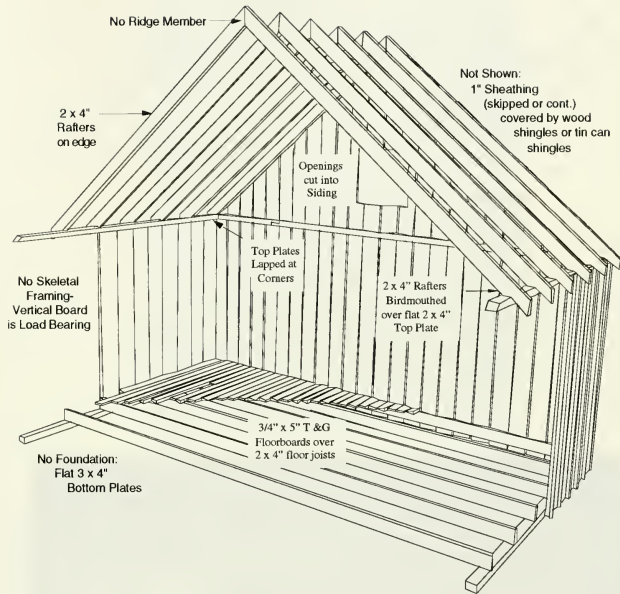 No Ridge Member
2 x 4"
Rafters
on edge
Not Shown:
1" Sheathing
(skipped or cont.)
covered by wood
shingles or tin can
shingles
Openings
cut into
Siding
Top Plates
Lapped at
Corners
No Skeletal
Framing-
Vertical Board
is Load Bearing
2 x 4" Rafters
Birdmouthed
over flat 2 x 4"
Top Plate
3/4" x 5" T &G
Floorboards over
2 x 4" floor joists
No Foundation:
Flat 3 x 4"
Bottom Plates